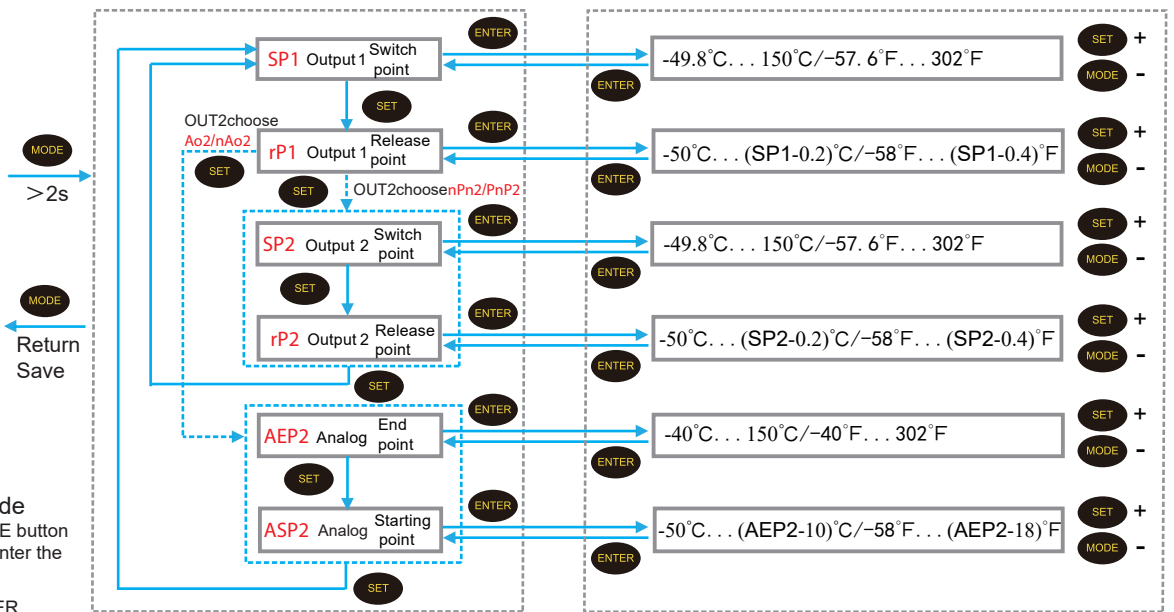 ENTER
SP1 Output 1 Switch point
-49.8°C. . . 150°C/−57. 6°F. . . 302°F
SET +
ENTER
MODE -
SET
OUT2choose
Ao2/nAo2
MODE
>2s
SET
rP1 Output 1 Release point
ENTER
-50°C. . . (SP1-0.2)°C/−58°F. . . (SP1-0.4)°F
SET +
ENTER
MODE -
SET
OUT2choosenPn2/PnP2
ENTER
SP2 Output 2 Switch point
-49.8°C. . . 150°C/−57. 6°F. . . 302°F
SET +
ENTER
MODE -
SET
MODE
Return
Save
ENTER
rP2 Output 2 Release point
-50°C. . . (SP2-0.2)°C/−58°F. . . (SP2-0.4)°F
SET +
ENTER
MODE -
SET
ENTER
AEP2 Analog End point
-40°C. . . 150°C/−40°F. . . 302°F
SET +
ENTER
MODE -
SET
de
E button
nter the
ER
ENTER
ASP2 Analog Starting point
-50°C. . . (AEP2-10)°C/−58°F. . . (AEP2-18)°F
SET +
ENTER
MODE -
SET